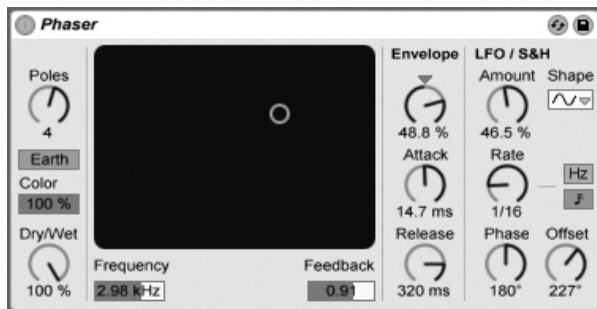 Phaser
Poles
4
Earth
Color
100 %
Dry/Wet
100 %
Frequency
2.98 kHz
Feedback
0.91
Envelope
48.8 %
Attack
14.7 ms
Release
320 ms
LFO / S&H
Amount
46.5 %
Shape
Rate
1/16
Hz
Phase
180°
Offset
227°